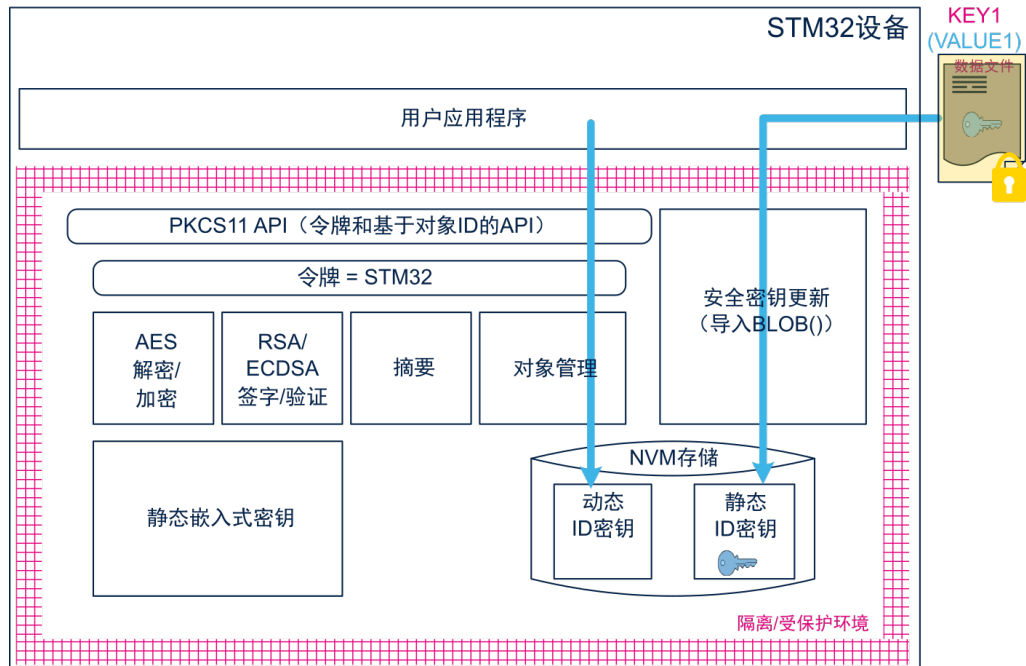 KEY1
(VALUE1)
STM32设备
数据文件
用户应用程序
PKCS11 API（令牌和基于对象ID的API）
令牌 = STM32
安全密钥更新
（导入BLOB()）
AES
解密/
加密
RSA/
ECDSA
签字/验证
摘要
对象管理
NVM存储
静态嵌入式密钥
动态
ID密钥
静态
ID密钥
隔离/受保护环境